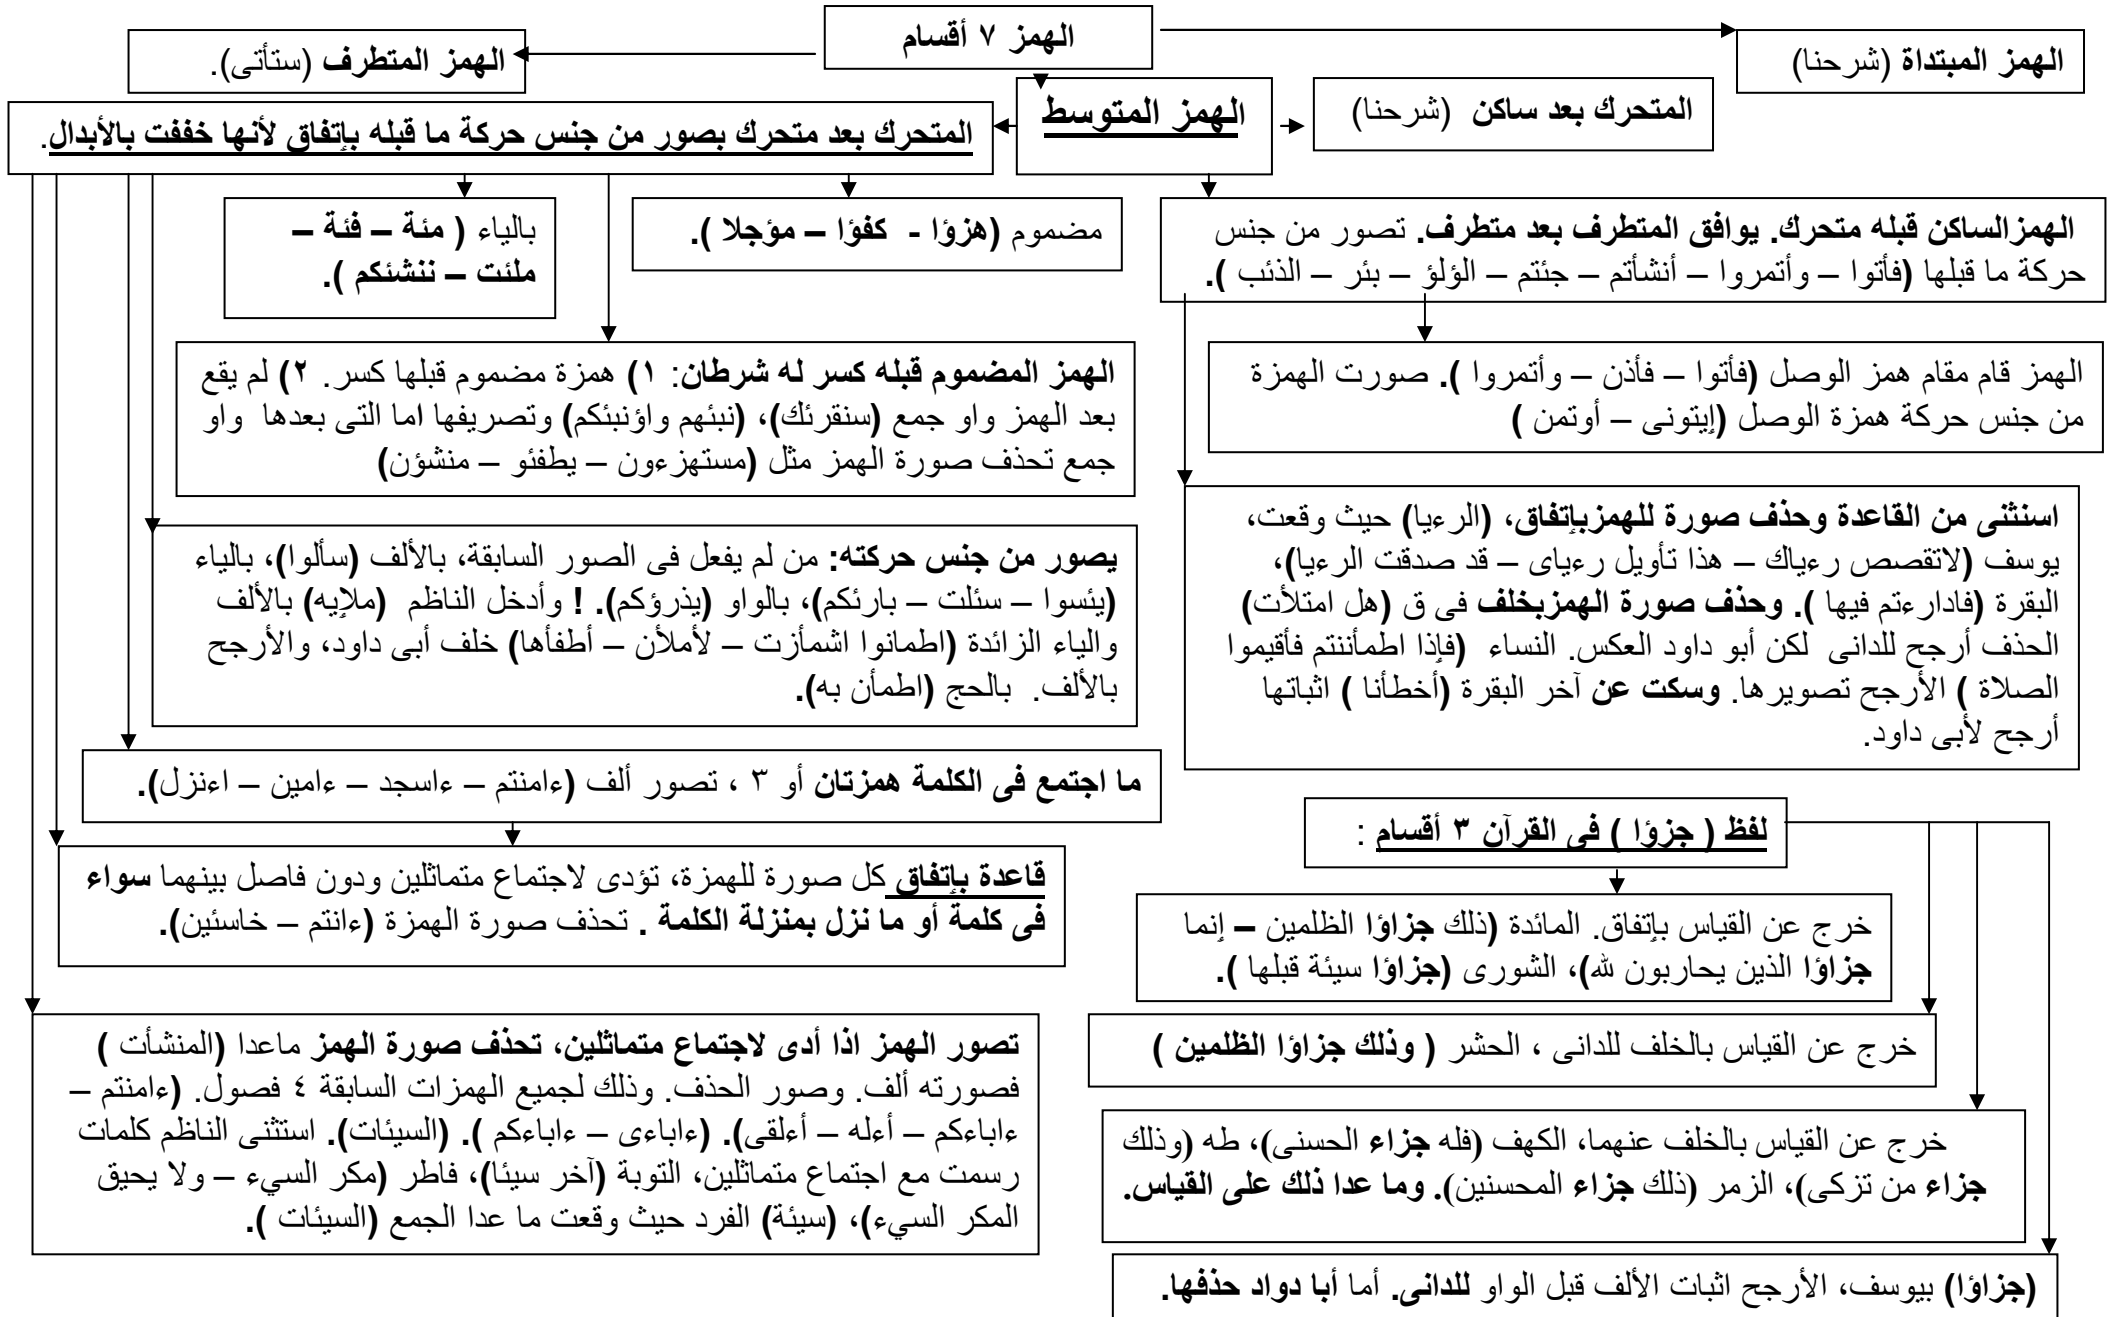 الهمز ٧ أقسام
الهمز المبتداة (شرحنا)
الهمز المتطرف (ستأتى).
الهمز المتوسط
المتحرك بعد ساكن (شرحنا)
المتحرك بعد متحرك بصور من جنس حركة ما قبله بإتفاق لأنها خففت بالأبدال.
الهمزالساكن قبله متحرك. يوافق المتطرف بعد متطرف. تصور من جنس
حركة ما قبلها (فأتوا – وأتمروا – أنشأتم – جئتم – الؤلؤ – بئر – الذئب ).
مضموم (هزؤا - كفؤا – مؤجلا ).
بالياء ( مئة – فئة –
ملئت – ننشئكم ).
الهمز قام مقام همز الوصل (فأتوا – فأذن – وأتمروا ). صورت الهمزة
من جنس حركة همزة الوصل (إيتونى – أوتمن )
الهمز المضموم قبله كسر له شرطان: ١) همزة مضموم قبلها كسر. ٢) لم يقع
بعد الهمز واو جمع (سنقرئك)، (نبئهم واؤنبئكم) وتصريفها اما التى بعدها واو
جمع تحذف صورة الهمز مثل (مستهزءون – يطفئو – منشؤن)
اسنثنى من القاعدة وحذف صورة للهمزبإتفاق، (الرءيا) حيث وقعت،
يوسف (لاتقصص رءياك – هذا تأويل رءياى – قد صدقت الرءيا)،
البقرة (فادارءتم فيها ). وحذف صورة الهمزبخلف فى ق (هل امتلأت)
الحذف أرجح للدانى لكن أبو داود العكس. النساء (فإذا اطمأننتم فأقيموا
الصلاة ) الأرجح تصويرها. وسكت عن آخر البقرة (أخطأنا ) اثباتها
أرجح لأبى داود.
يصور من جنس حركته: من لم يفعل فى الصور السابقة، بالألف (سألوا)، بالياء
(يئسوا – سئلت – بارئكم)، بالواو (يذرؤكم). ! وأدخل الناظم (ملإيه) بالألف
والياء الزائدة (اطمانوا اشمأزت – لأملأن – أطفأها) خلف أبى داود، والأرجح
بالألف. بالحج (اطمأن به).
ما اجتمع فى الكلمة همزتان أو ٣ ، تصور ألف (ءامنتم – ءاسجد – ءامين – اءنزل).
قاعدة بإتفاق كل صورة للهمزة، تؤدى لاجتماع متماثلين ودون فاصل بينهما سواء
فى كلمة أو ما نزل بمنزلة الكلمة . تحذف صورة الهمزة (ءانتم – خاسئين).
تصور الهمز اذا أدى لاجتماع متماثلين، تحذف صورة الهمز ماعدا (المنشأت )
فصورته ألف. وصور الحذف. وذلك لجميع الهمزات السابقة ٤ فصول. (ءامنتم –
ءاباءكم – أءله – أءلقى). (ءاباءى – ءاباءكم ). (السيئات). استثنى الناظم كلمات
رسمت مع اجتماع متماثلين، التوبة (آخر سيئا)، فاطر (مكر السيء – ولا يحيق
المكر السيء)، (سيئة) الفرد حيث وقعت ما عدا الجمع (السيئات ).
لفظ ( جزؤا ) فى القرآن ٣ أقسام :
خرج عن القياس بإتفاق. المائدة (ذلك جزاؤا الظلمين – إنما
جزاؤا الذين يحاربون لله)، الشورى (جزاؤا سيئة قبلها ).
خرج عن القياس بالخلف للدانى ، الحشر ( وذلك جزاؤا الظلمين )
خرج عن القياس بالخلف عنهما، الكهف (فله جزاء الحسنى)، طه (وذلك
جزاء من تزكى)، الزمر (ذلك جزاء المحسنين). وما عدا ذلك على القياس.
(جزاؤا) بيوسف، الأرجح اثبات الألف قبل الواو للدانى. أما أبا دواد حذفها.